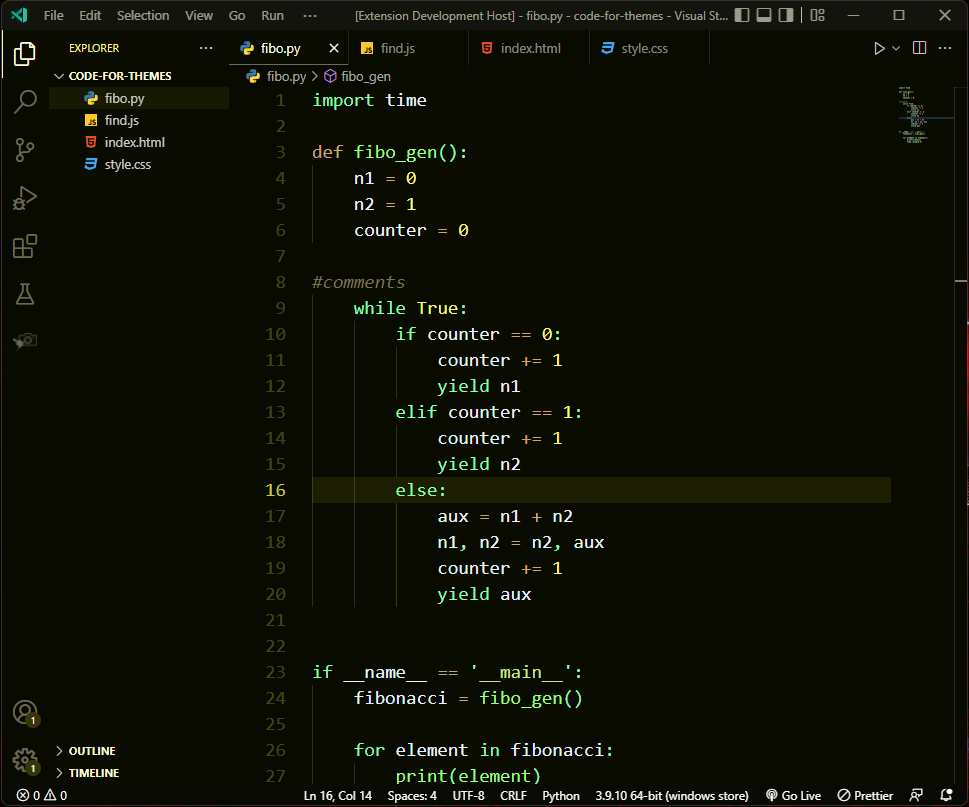 File Edit Selection View Go Run ··· [Extension Development Host] - fibo.py - code-for-themes - Visual St...
EXPLORER ···
CODE-FOR-THEMES
fibo.py
JS find.js
index.html
style.css
OUTLINE
TIMELINE
fibo.py JS find.js index.html style.css
fibo.py > fibo_gen
1 import time
2
3 def fibo_gen():
4     n1 = 0
5     n2 = 1
6     counter = 0
7
8 #comments
9     while True:
10         if counter == 0:
11             counter += 1
12             yield n1
13         elif counter == 1:
14             counter += 1
15             yield n2
16         else:
17             aux = n1 + n2
18             n1, n2 = n2, aux
19             counter += 1
20             yield aux
21
22
23 if __name__ == '__main__':
24     fibonacci = fibo_gen()
25
26     for element in fibonacci:
27         print(element)
1
1
0 0 Ln 16, Col 14 Spaces: 4 UTF-8 CRLF Python 3.9.10 64-bit (windows store) Go Live Prettier